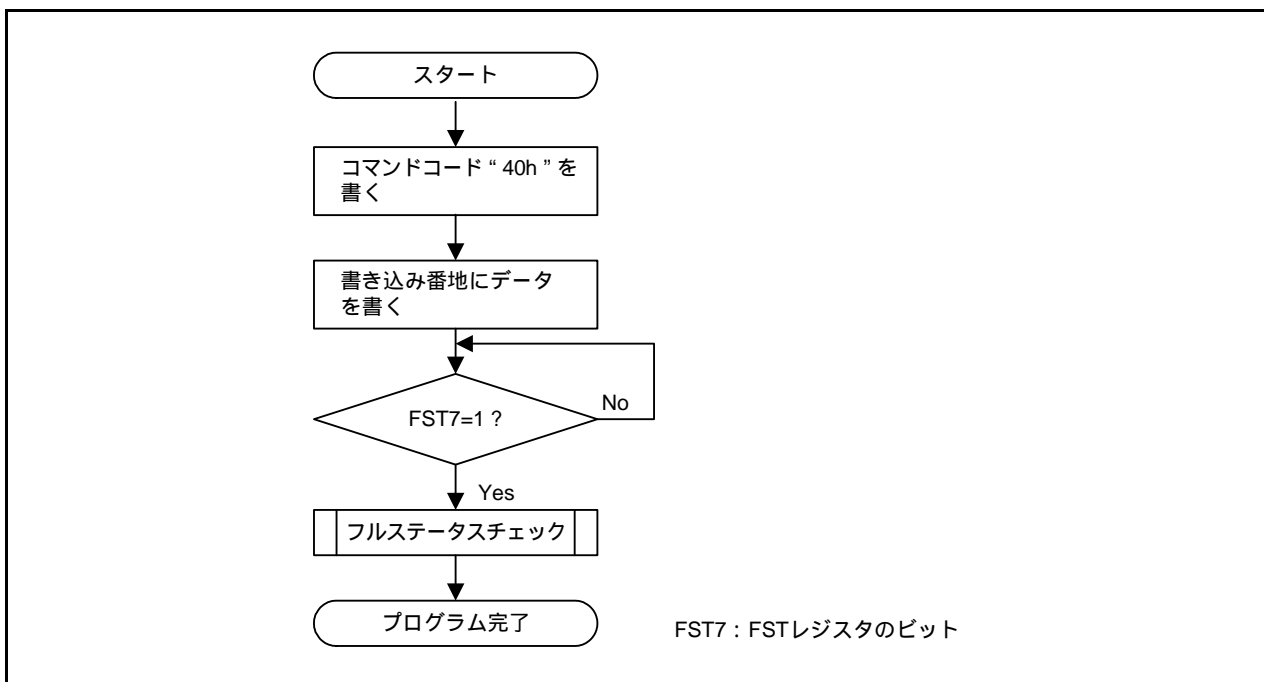 スタート
コマンドコード“40h”を
書く
書き込み番地にデータ
を書く
FST7=1 ?
No
Yes
フルステータスチェック
プログラム完了
FST7 : FSTレジスタのビット